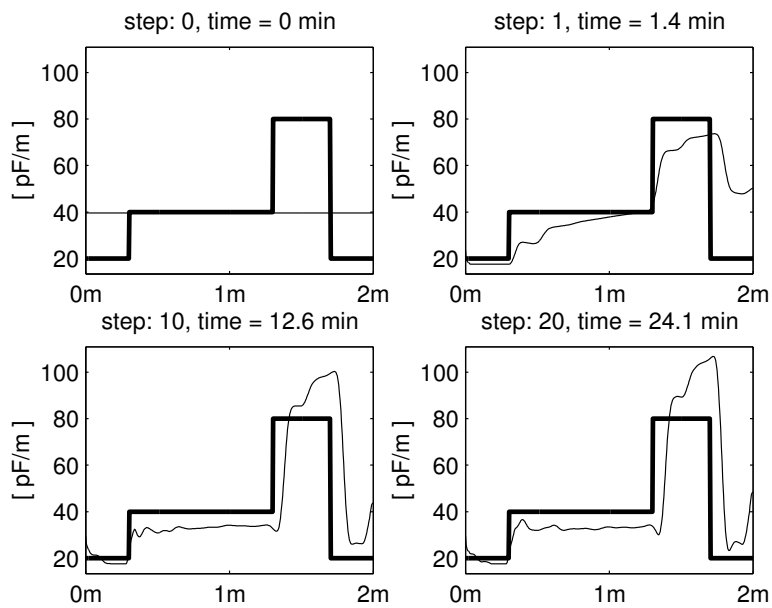 step: 0, time = 0 min
100
80
60
40
20
[ pF/m ]
0m
1m
2m
step: 1, time = 1.4 min
100
80
60
40
20
[ pF/m ]
0m
1m
2m
step: 10, time = 12.6 min
100
80
60
40
20
[ pF/m ]
0m
1m
2m
step: 20, time = 24.1 min
100
80
60
40
20
[ pF/m ]
0m
1m
2m